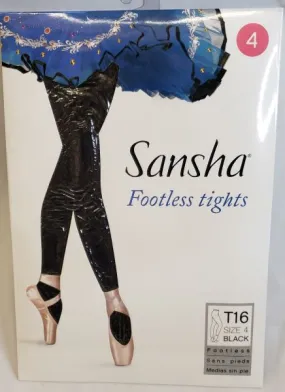 4
Sansha®
Footless tights
T16
SIZE 4
BLACK
Footless
Sans pieds
Medias sin pie